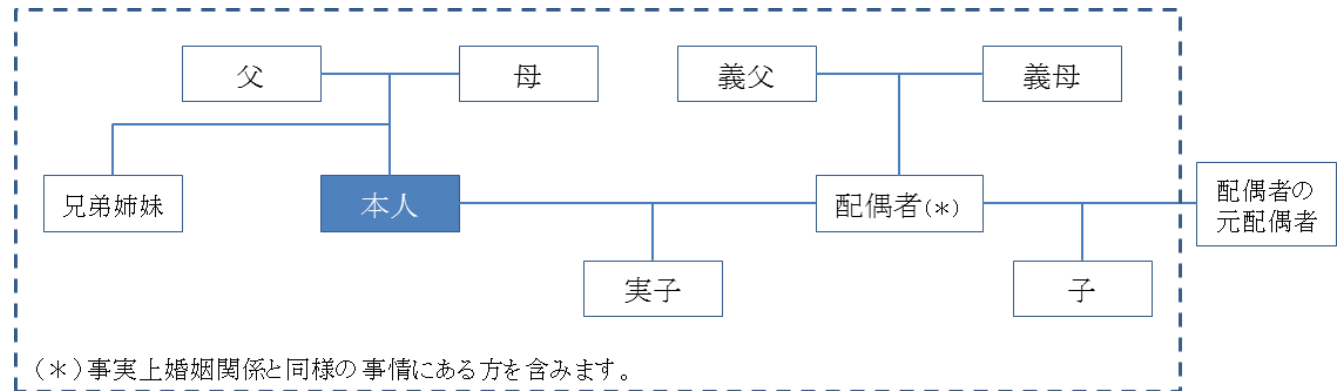 父
母
義父
義母
兄弟姉妹
本人
配偶者(*)
配偶者の
元配偶者
実子
子
(*)事実上婚姻関係と同様の事情にある方を含みます。